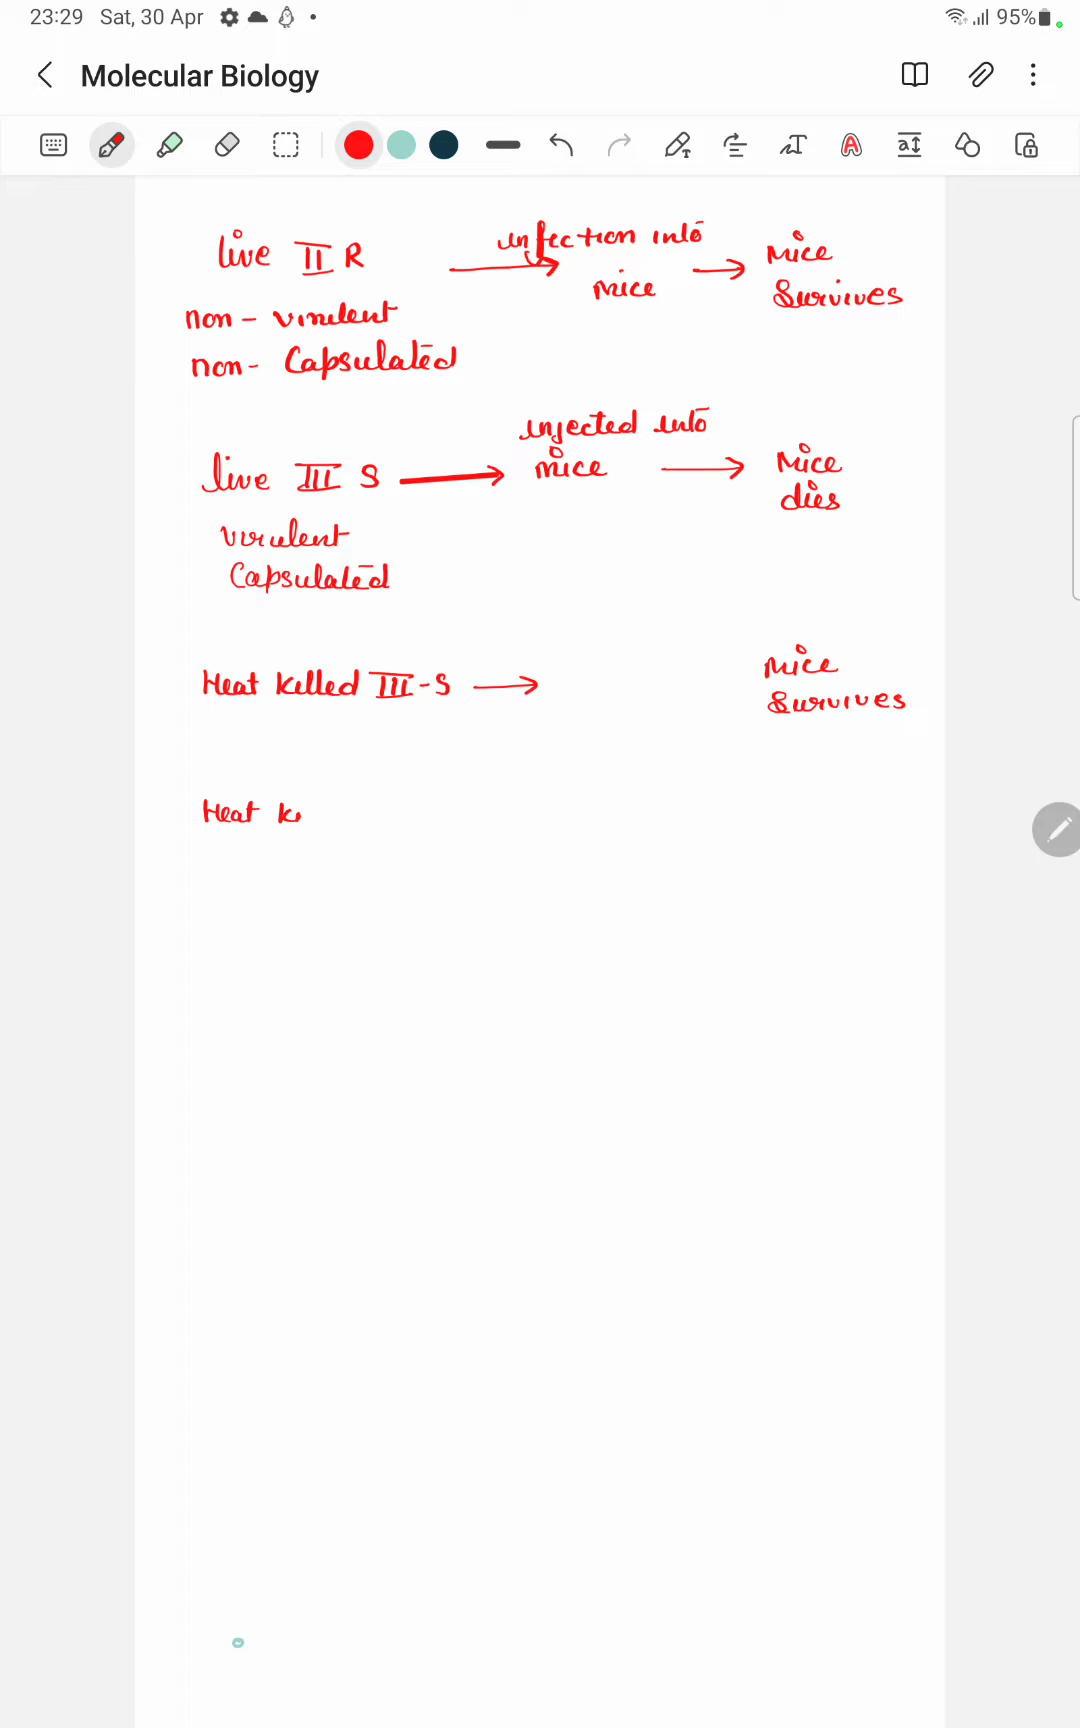 23:29 Sat, 30 Apr 95%
Molecular Biology
live II R infection into mice Mice Survives
non - virulent
non - Capsulated
live III S injected into mice Mice dies
virulent
Capsulated
Heat killed III-S Mice Survives
Heat k